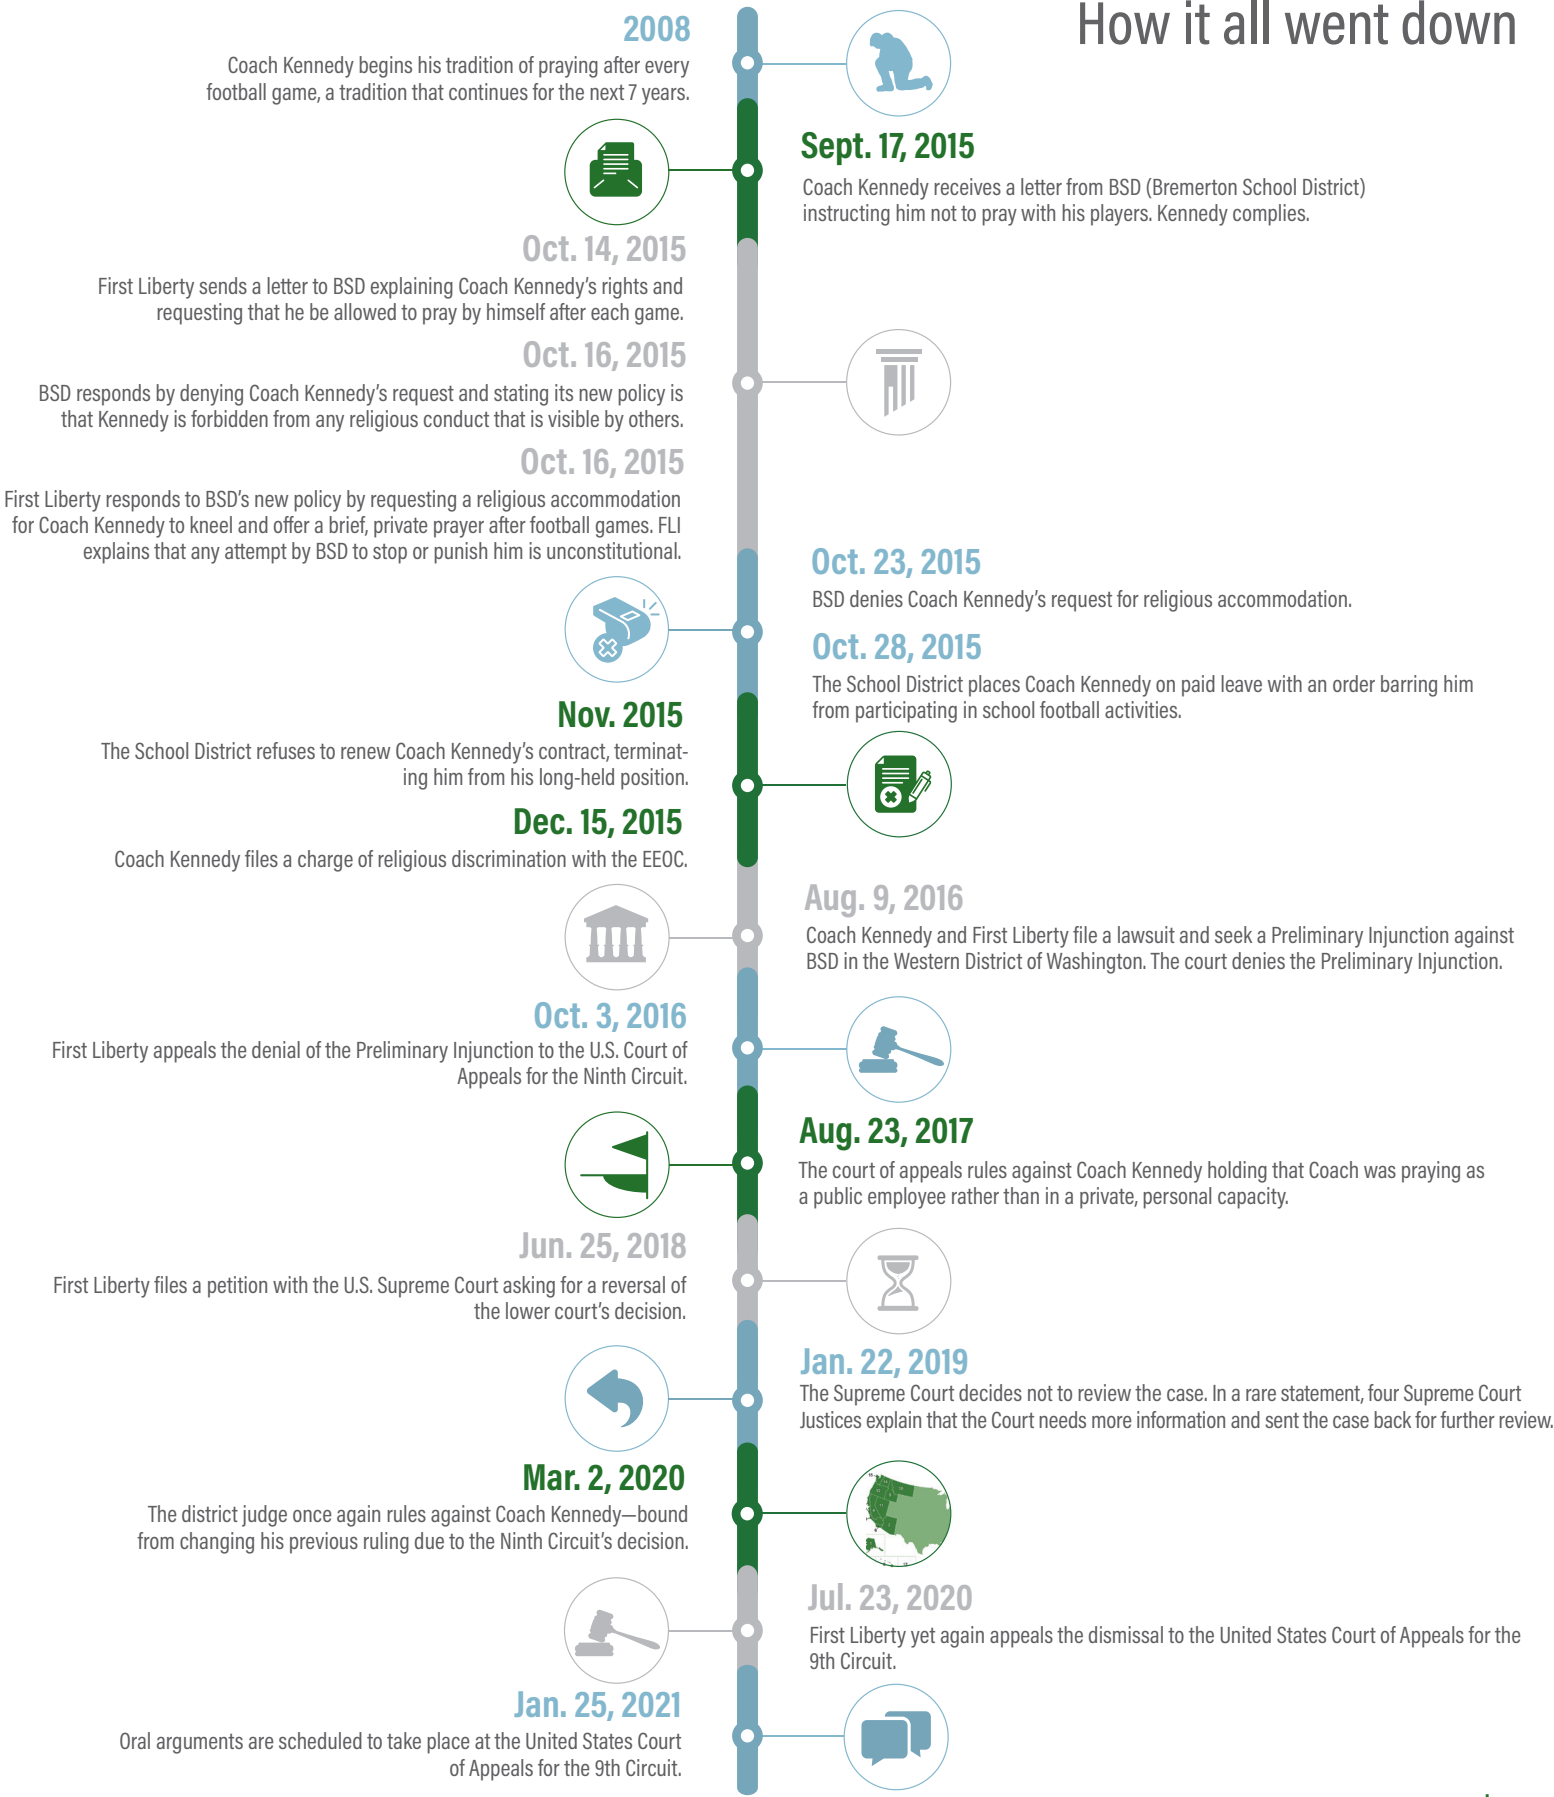 How it all went down
2008
Coach Kennedy begins his tradition of praying after every
football game, a tradition that continues for the next 7 years.
Sept. 17, 2015
Coach Kennedy receives a letter from BSD (Bremerton School District)
instructing him not to pray with his players. Kennedy complies.
Oct. 14, 2015
First Liberty sends a letter to BSD explaining Coach Kennedy’s rights and
requesting that he be allowed to pray by himself after each game.
Oct. 16, 2015
BSD responds by denying Coach Kennedy’s request and stating its new policy is
that Kennedy is forbidden from any religious conduct that is visible by others.
Oct. 16, 2015
First Liberty responds to BSD’s new policy by requesting a religious accommodation
for Coach Kennedy to kneel and offer a brief, private prayer after football games. FLI
explains that any attempt by BSD to stop or punish him is unconstitutional.
Oct. 23, 2015
BSD denies Coach Kennedy’s request for religious accommodation.
Oct. 28, 2015
The School District places Coach Kennedy on paid leave with an order barring him
from participating in school football activities.
Nov. 2015
The School District refuses to renew Coach Kennedy’s contract, terminat-
ing him from his long-held position.
Dec. 15, 2015
Coach Kennedy files a charge of religious discrimination with the EEOC.
Aug. 9, 2016
Coach Kennedy and First Liberty file a lawsuit and seek a Preliminary Injunction against
BSD in the Western District of Washington. The court denies the Preliminary Injunction.
Oct. 3, 2016
First Liberty appeals the denial of the Preliminary Injunction to the U.S. Court of
Appeals for the Ninth Circuit.
Aug. 23, 2017
The court of appeals rules against Coach Kennedy holding that Coach was praying as
a public employee rather than in a private, personal capacity.
Jun. 25, 2018
First Liberty files a petition with the U.S. Supreme Court asking for a reversal of
the lower court’s decision.
Jan. 22, 2019
The Supreme Court decides not to review the case. In a rare statement, four Supreme Court
Justices explain that the Court needs more information and sent the case back for further review.
Mar. 2, 2020
The district judge once again rules against Coach Kennedy—bound
from changing his previous ruling due to the Ninth Circuit’s decision.
Jul. 23, 2020
First Liberty yet again appeals the dismissal to the United States Court of Appeals for the
9th Circuit.
Jan. 25, 2021
Oral arguments are scheduled to take place at the United States Court
of Appeals for the 9th Circuit.